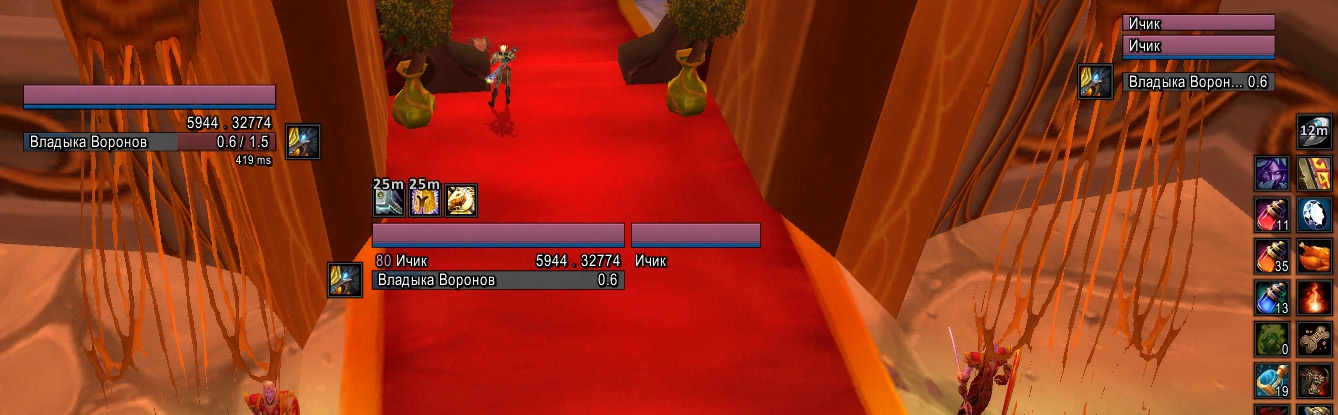 Ичик
Ичик
Владыка Ворон... 0.6
5944 . 32774
Владыка Воронов 0.6 / 1.5
419 ms
12m
25m 25m
11
80 Ичик 5944 . 32774 Ичик
35
Владыка Воронов 0.6
13
0
19